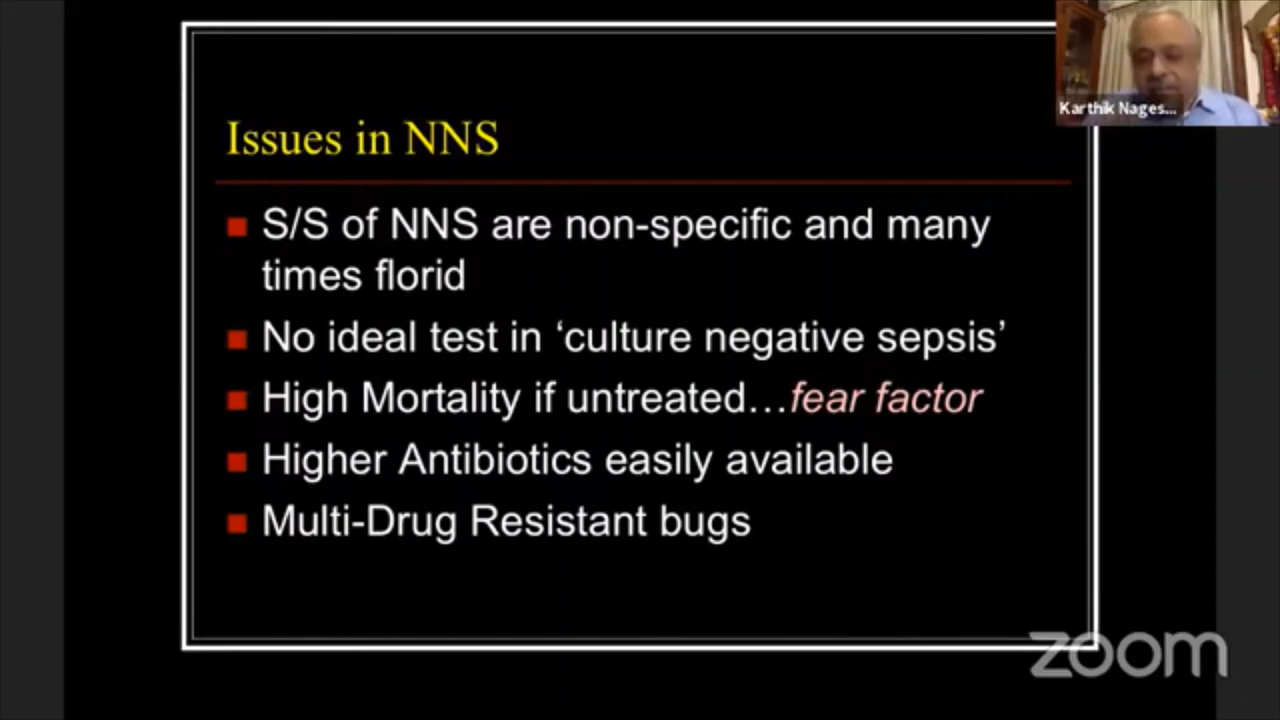 Karthik Nages...
Issues in NNS
S/S of NNS are non-specific and many
times florid
No ideal test in ‘culture negative sepsis’
High Mortality if untreated…fear factor
Higher Antibiotics easily available
Multi-Drug Resistant bugs
zoom